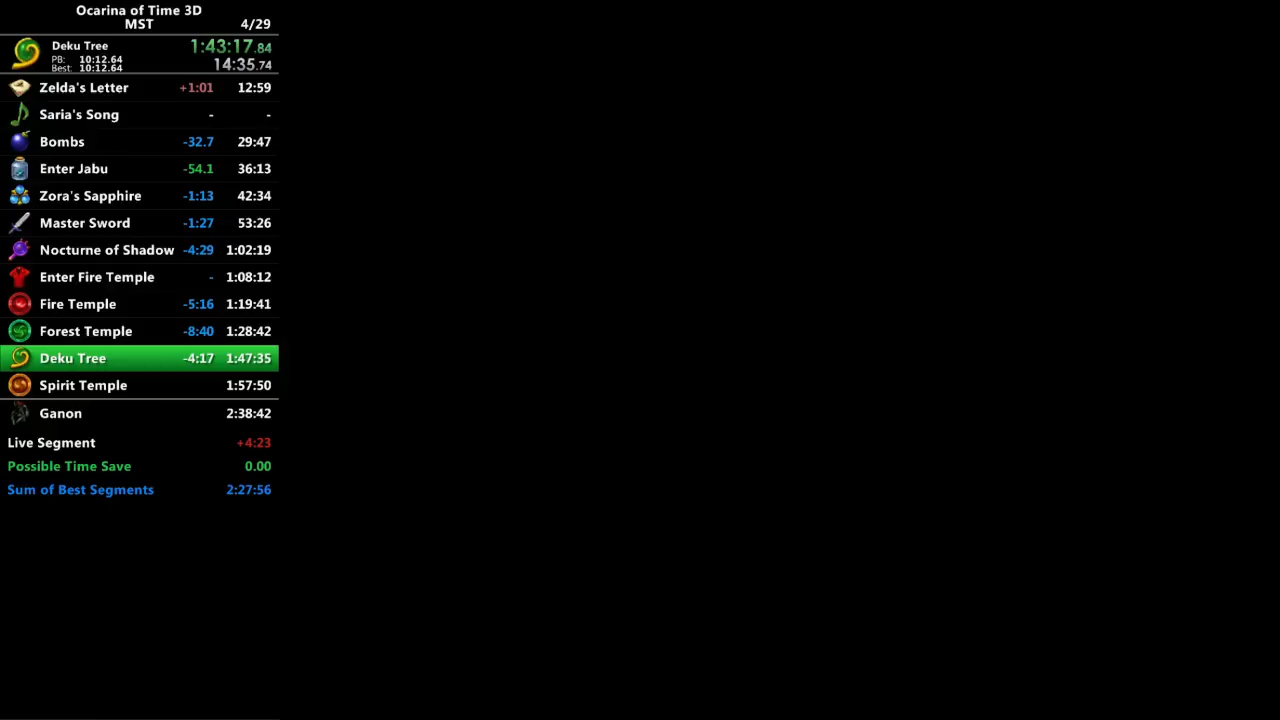 Ocarina of Time 3D
MST 4/29
Deku Tree 1:43:17.84
PB: 10:12.64 14:35.74
Best: 10:12.64
Zelda's Letter +1:01 12:59
Saria's Song - -
Bombs -32.7 29:47
Enter Jabu -54.1 36:13
Zora's Sapphire -1:13 42:34
Master Sword -1:27 53:26
Nocturne of Shadow -4:29 1:02:19
Enter Fire Temple - 1:08:12
Fire Temple -5:16 1:19:41
Forest Temple -8:40 1:28:42
Deku Tree -4:17 1:47:35
Spirit Temple 1:57:50
Ganon 2:38:42
Live Segment +4:23
Possible Time Save 0.00
Sum of Best Segments 2:27:56